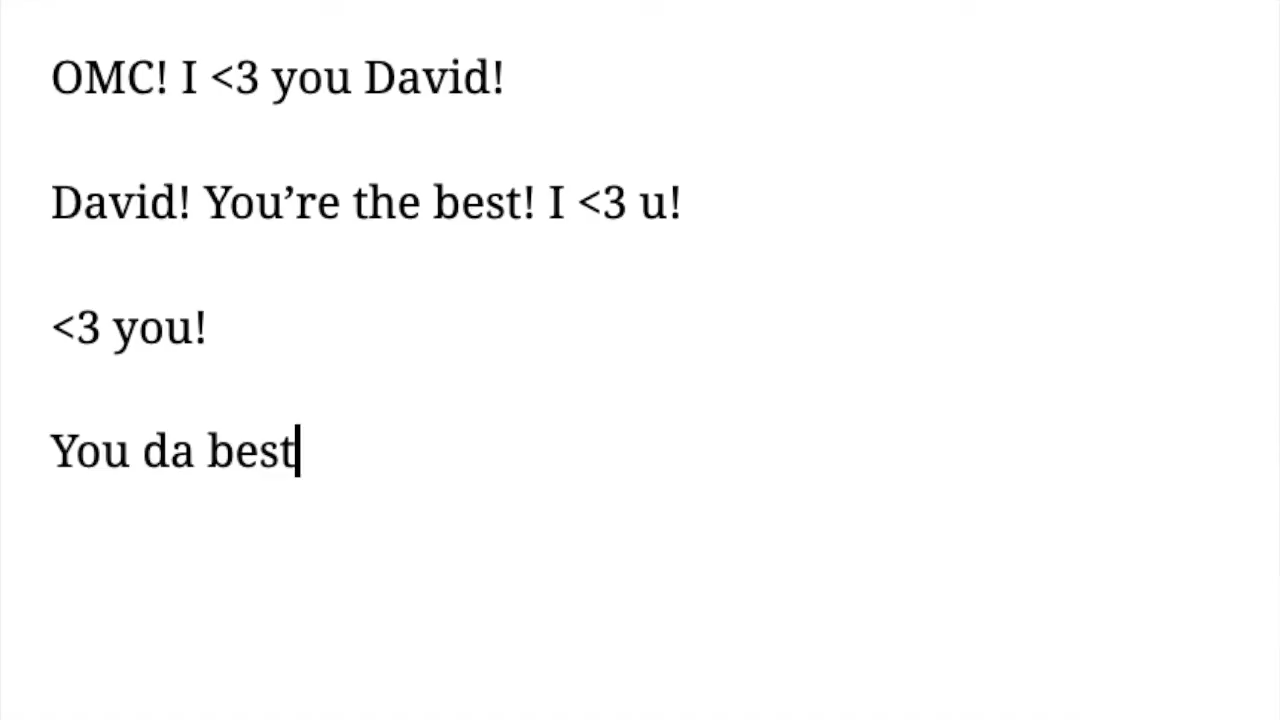 OMC! I <3 you David!
David! You’re the best! I <3 u!
<3 you!
You da best